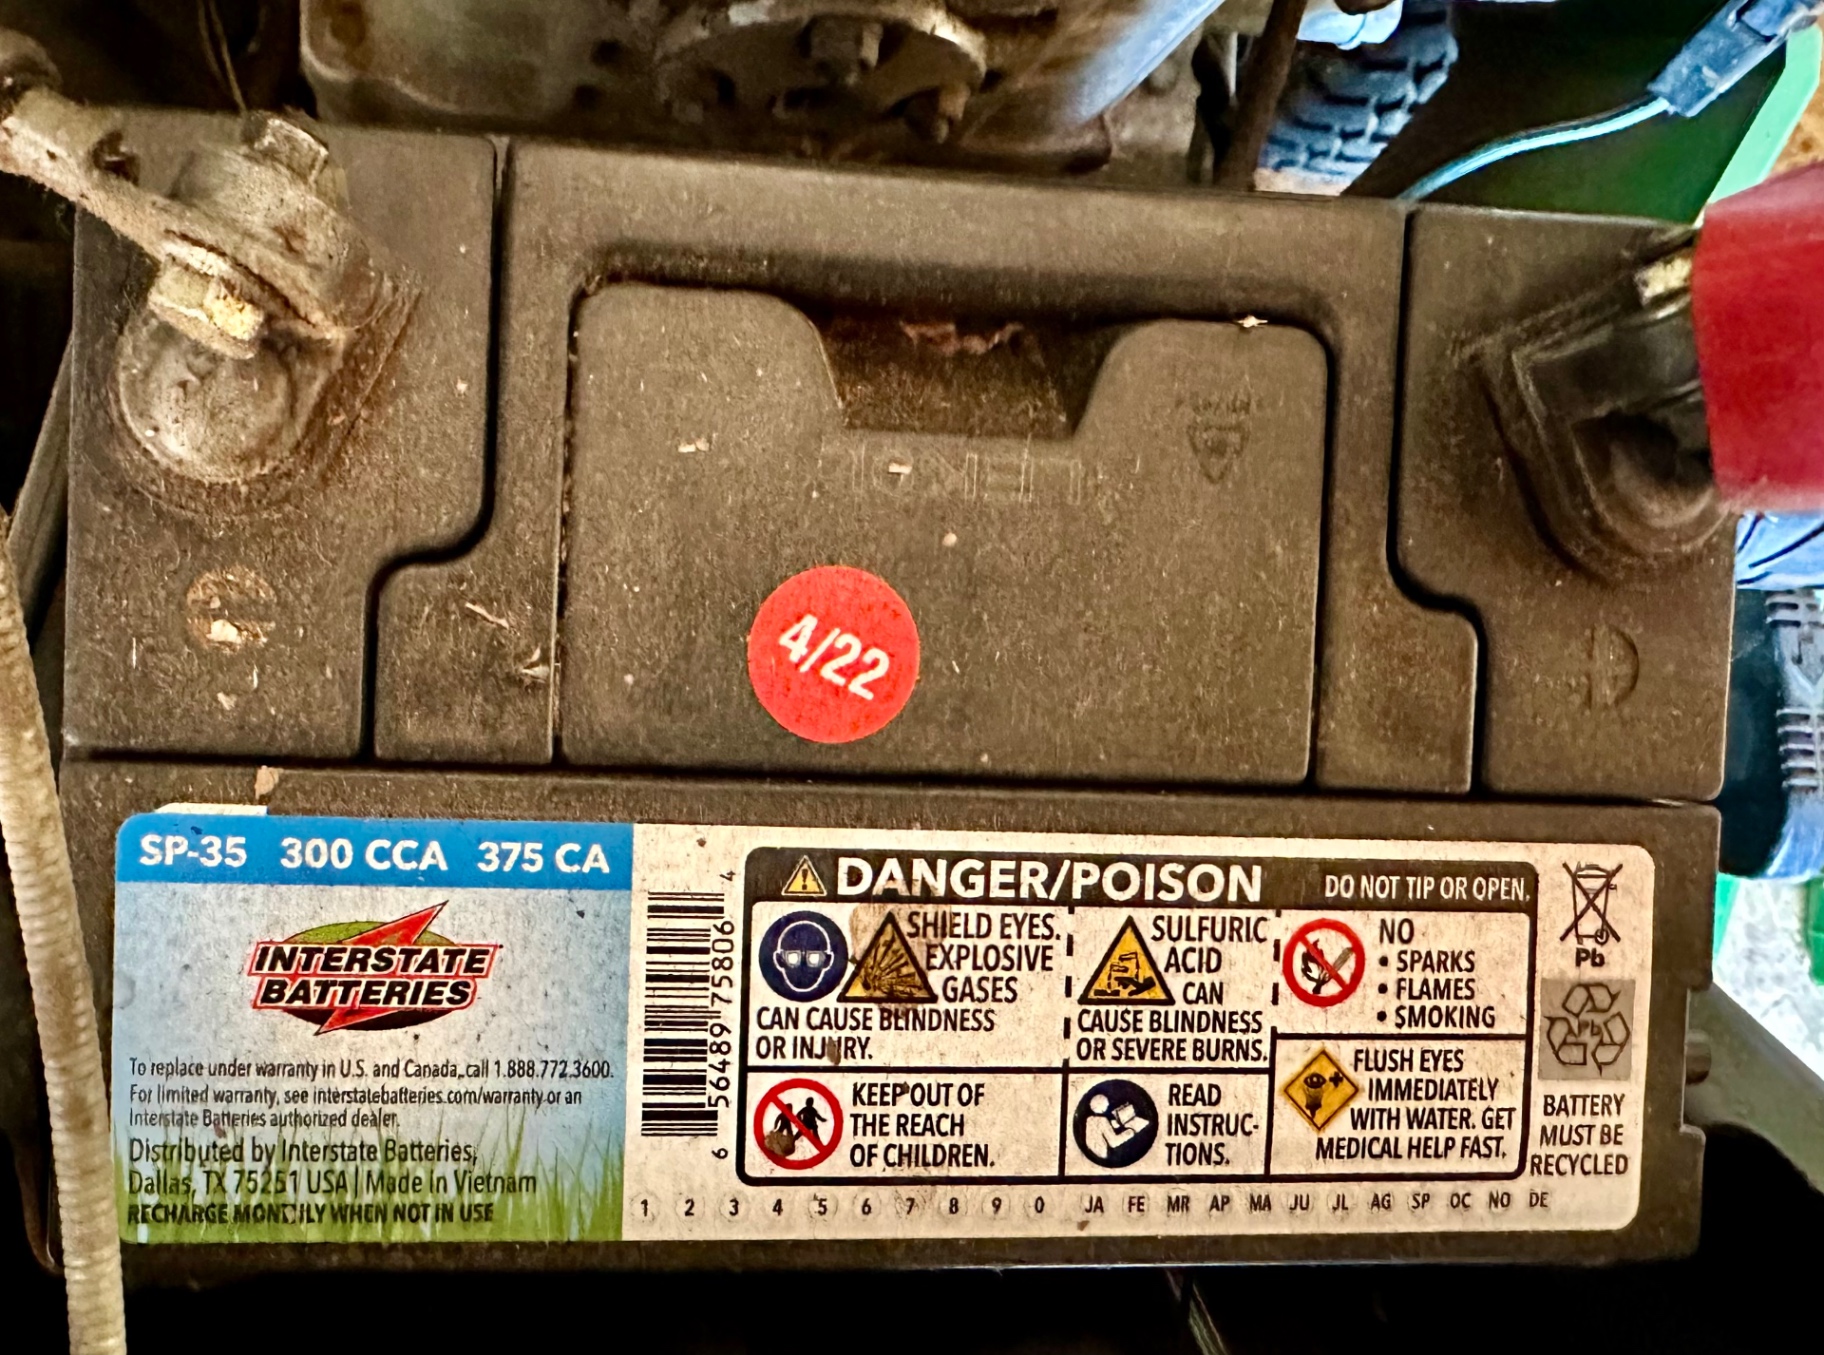 4/22
SP-35 300 CCA 375 CA
INTERSTATE
BATTERIES
To replace under warranty in U.S. and Canada, call 1.888.772.3600.
For limited warranty, see interstatebatteries.com/warranty or an
Interstate Batteries authorized dealer.
Distributed by Interstate Batteries,
Dallas, TX 75251 USA | Made In Vietnam
RECHARGE MONTHLY WHEN NOT IN USE
6 56489 75806 4
DANGER/POISON
DO NOT TIP OR OPEN.
SHIELD EYES.
EXPLOSIVE
GASES
CAN CAUSE BLINDNESS
OR INJURY.
SULFURIC
ACID
CAN
CAUSE BLINDNESS
OR SEVERE BURNS.
NO
• SPARKS
• FLAMES
• SMOKING
KEEP OUT OF
THE REACH
OF CHILDREN.
READ
INSTRUC-
TIONS.
FLUSH EYES
IMMEDIATELY
WITH WATER. GET
MEDICAL HELP FAST.
Pb
Pb
BATTERY
MUST BE
RECYCLED
1 2 3 4 5 6 7 8 9 0 JA FE MR AP MA JU JL AG SP OC NO DE